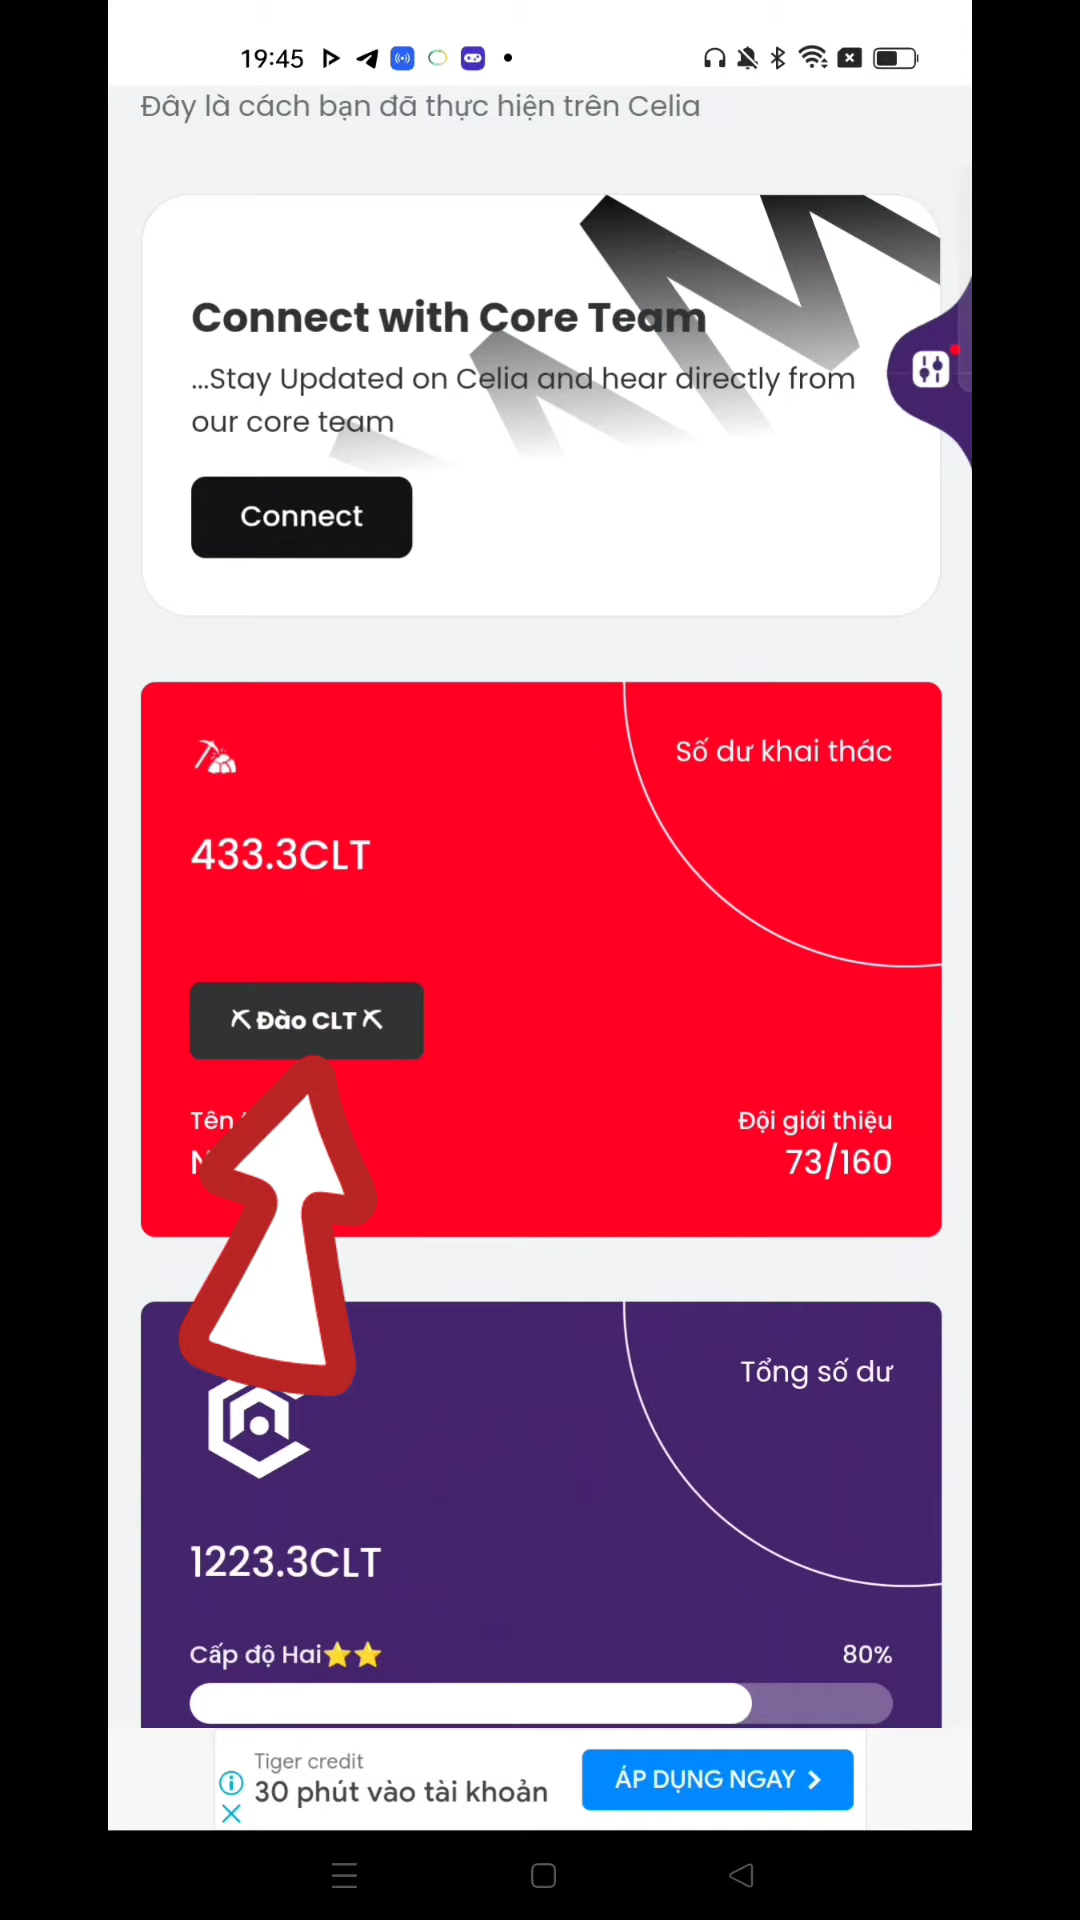 19:45
Đây là cách bạn đã thực hiện trên Celia
Connect with Core Team
...Stay Updated on Celia and hear directly from
our core team
Connect
Số dư khai thác
433.3CLT
⛏Đào CLT⛏
Tên
Đội giới thiệu
73/160
Tổng số dư
1223.3CLT
Cấp độ Hai⭐⭐
80%
Tiger credit
30 phút vào tài khoản
ÁP DỤNG NGAY